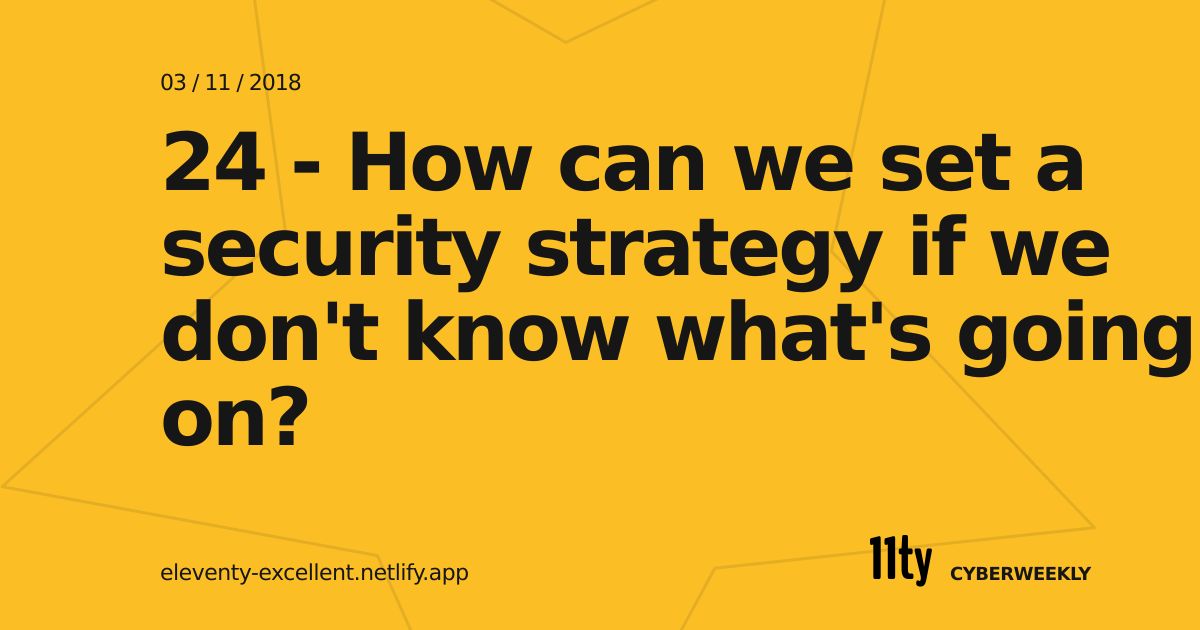 03 / 11 / 2018
24 - How can we set a
security strategy if we
don't know what's going
on?
eleventy-excellent.netlify.app
11ty CYBERWEEKLY